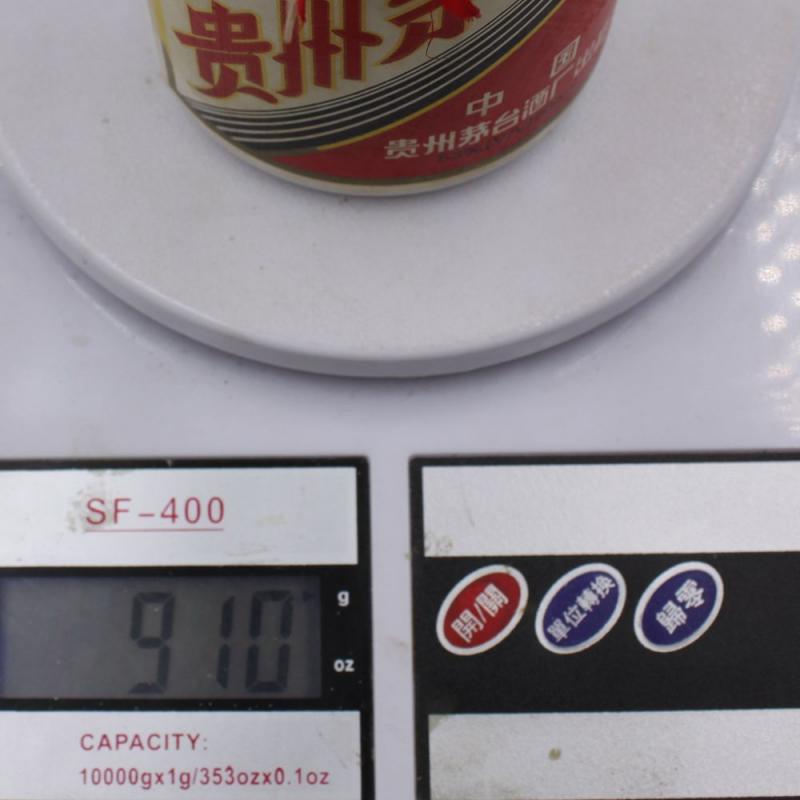 贵州茅
中国
贵州茅台酒厂出
SF-400
910
g
oz
開/關
單位轉換
歸零
CAPACITY:
10000gx1g/353ozx0.1oz